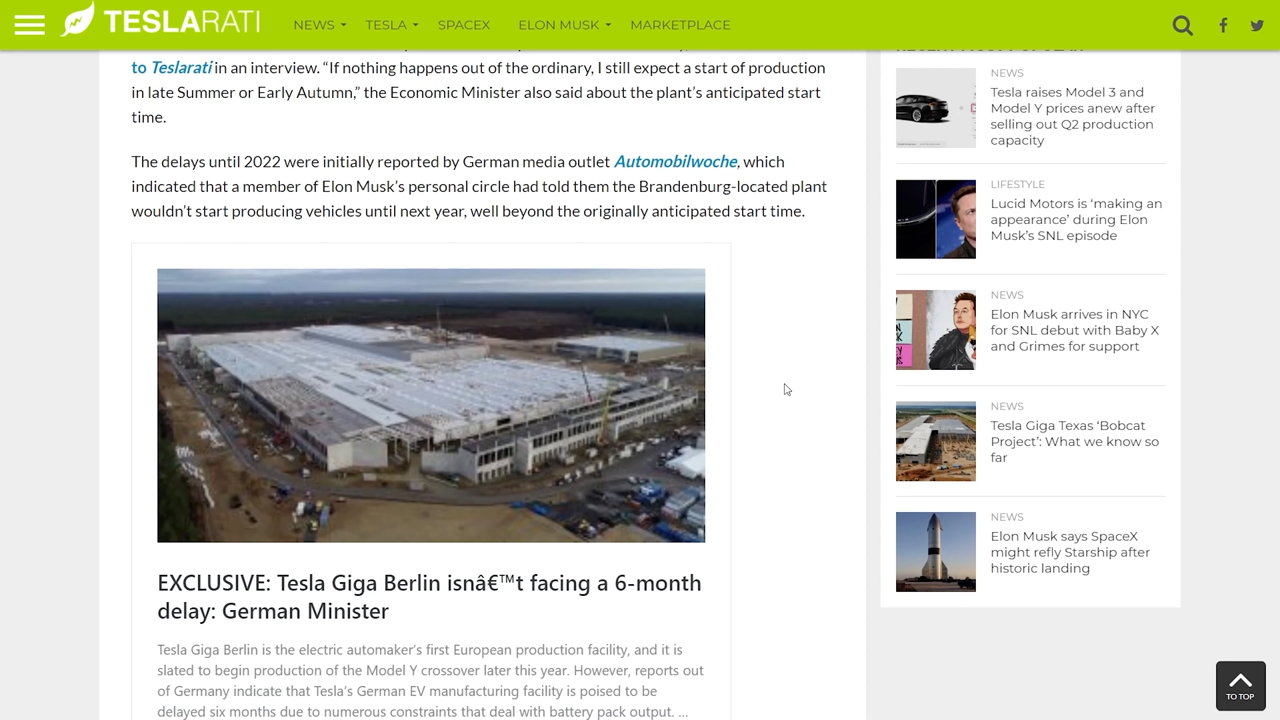 TESLARATI
NEWS
TESLA
SPACEX
ELON MUSK
MARKETPLACE
to Teslarati in an interview. “If nothing happens out of the ordinary, I still expect a start of production
in late Summer or Early Autumn,” the Economic Minister also said about the plant’s anticipated start
time.
The delays until 2022 were initially reported by German media outlet Automobilwoche, which
indicated that a member of Elon Musk’s personal circle had told them the Brandenburg-located plant
wouldn’t start producing vehicles until next year, well beyond the originally anticipated start time.
EXCLUSIVE: Tesla Giga Berlin isnâ€™t facing a 6-month
delay: German Minister
Tesla Giga Berlin is the electric automaker’s first European production facility, and it is
slated to begin production of the Model Y crossover later this year. However, reports out
of Germany indicate that Tesla’s German EV manufacturing facility is poised to be
delayed six months due to numerous constraints that deal with battery pack output. ...
NEWS
Tesla raises Model 3 and
Model Y prices anew after
selling out Q2 production
capacity
LIFESTYLE
Lucid Motors is ‘making an
appearance’ during Elon
Musk’s SNL episode
NEWS
Elon Musk arrives in NYC
for SNL debut with Baby X
and Grimes for support
NEWS
Tesla Giga Texas ‘Bobcat
Project’: What we know so
far
NEWS
Elon Musk says SpaceX
might refly Starship after
historic landing
TO TOP